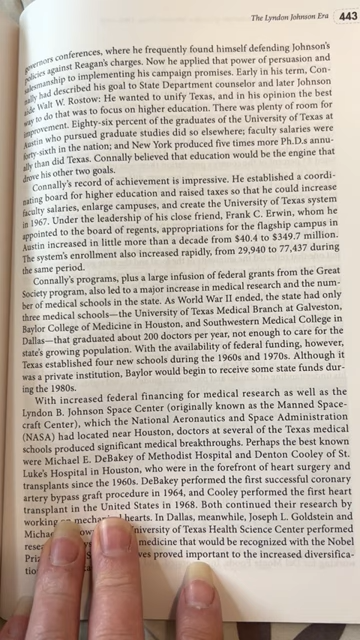 The Lyndon Johnson Era 443
governors conferences, where he frequently found himself defending Johnson's
policies against Reagan's charges. Now he applied that power of persuasion and
salesmanship to implementing his campaign promises. Early in his term, Con-
nally had described his goal to State Department counselor and later Johnson
aide Walt W. Rostow: He wanted to unify Texas, and in his opinion the best
way to do that was to focus on higher education. There was plenty of room for
improvement. Eighty-six percent of the graduates of the University of Texas at
Austin who pursued graduate studies did so elsewhere; faculty salaries were
forty-sixth in the nation; and New York produced five times more Ph.D.s annu-
ally than did Texas. Connally believed that education would be the engine that
drove his other two goals.
Connally's record of achievement is impressive. He established a coordi-
nating board for higher education and raised taxes so that he could increase
faculty salaries, enlarge campuses, and create the University of Texas system
in 1967. Under the leadership of his close friend, Frank C. Erwin, whom he
appointed to the board of regents, appropriations for the flagship campus in
Austin increased in little more than a decade from $40.4 to $349.7 million.
The system's enrollment also increased rapidly, from 29,940 to 77,437 during
the same period.
Connally's programs, plus a large infusion of federal grants from the Great
Society program, also led to a major increase in medical research and the num-
ber of medical schools in the state. As World War II ended, the state had only
three medical schools—the University of Texas Medical Branch at Galveston,
Baylor College of Medicine in Houston, and Southwestern Medical College in
Dallas—that graduated about 200 doctors per year, not enough to care for the
state's growing population. With the availability of federal funding, however,
Texas established four new schools during the 1960s and 1970s. Although it
was a private institution, Baylor would begin to receive some state funds dur-
ing the 1980s.
With increased federal financing for medical research as well as the
Lyndon B. Johnson Space Center (originally known as the Manned Space-
craft Center), which the National Aeronautics and Space Administration
(NASA) had located near Houston, doctors at several of the Texas medical
schools produced significant medical breakthroughs. Perhaps the best known
were Michael E. DeBakey of Methodist Hospital and Denton Cooley of St.
Luke's Hospital in Houston, who were in the forefront of heart surgery and
transplants since the 1960s. DeBakey performed the first successful coronary
artery bypass graft procedure in 1964, and Cooley performed the first heart
transplant in the United States in 1968. Both continued their research by
working mechan hearts. In Dallas, meanwhile, Joseph L. Goldstein and
Michae niversity of Texas Health Science Center performed
resea medicine that would be recognized with the Nobel
Priz ves proved important to the increased diversifica-
tio